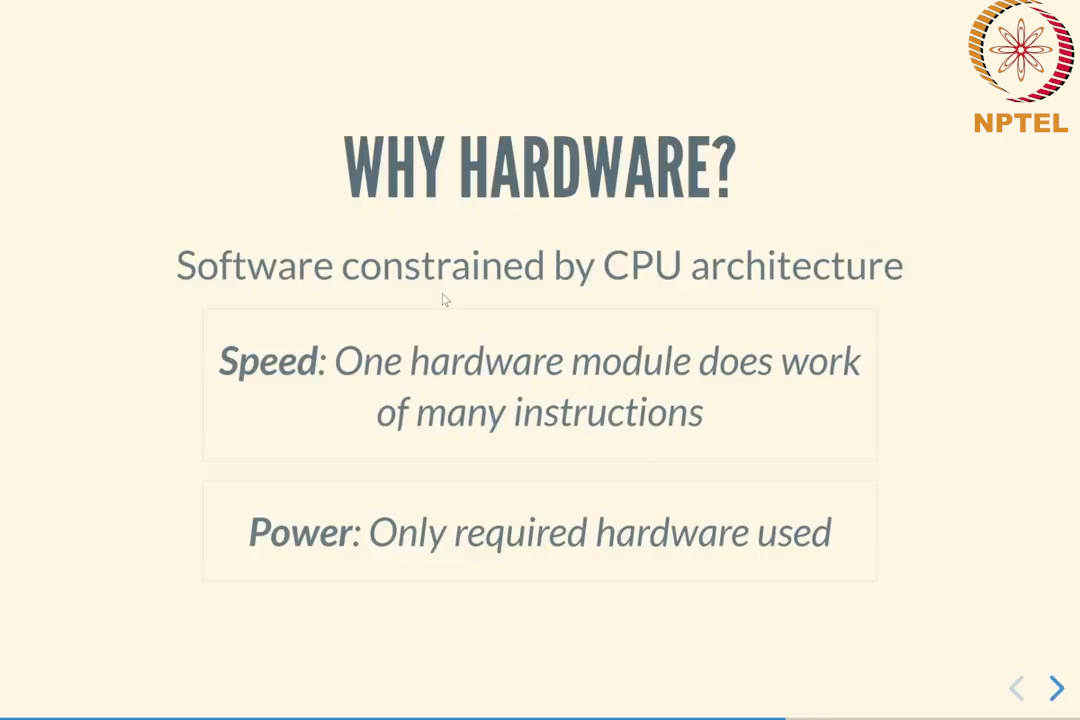 NPTEL
WHY HARDWARE?
Software constrained by CPU architecture
Speed: One hardware module does work
of many instructions
Power: Only required hardware used